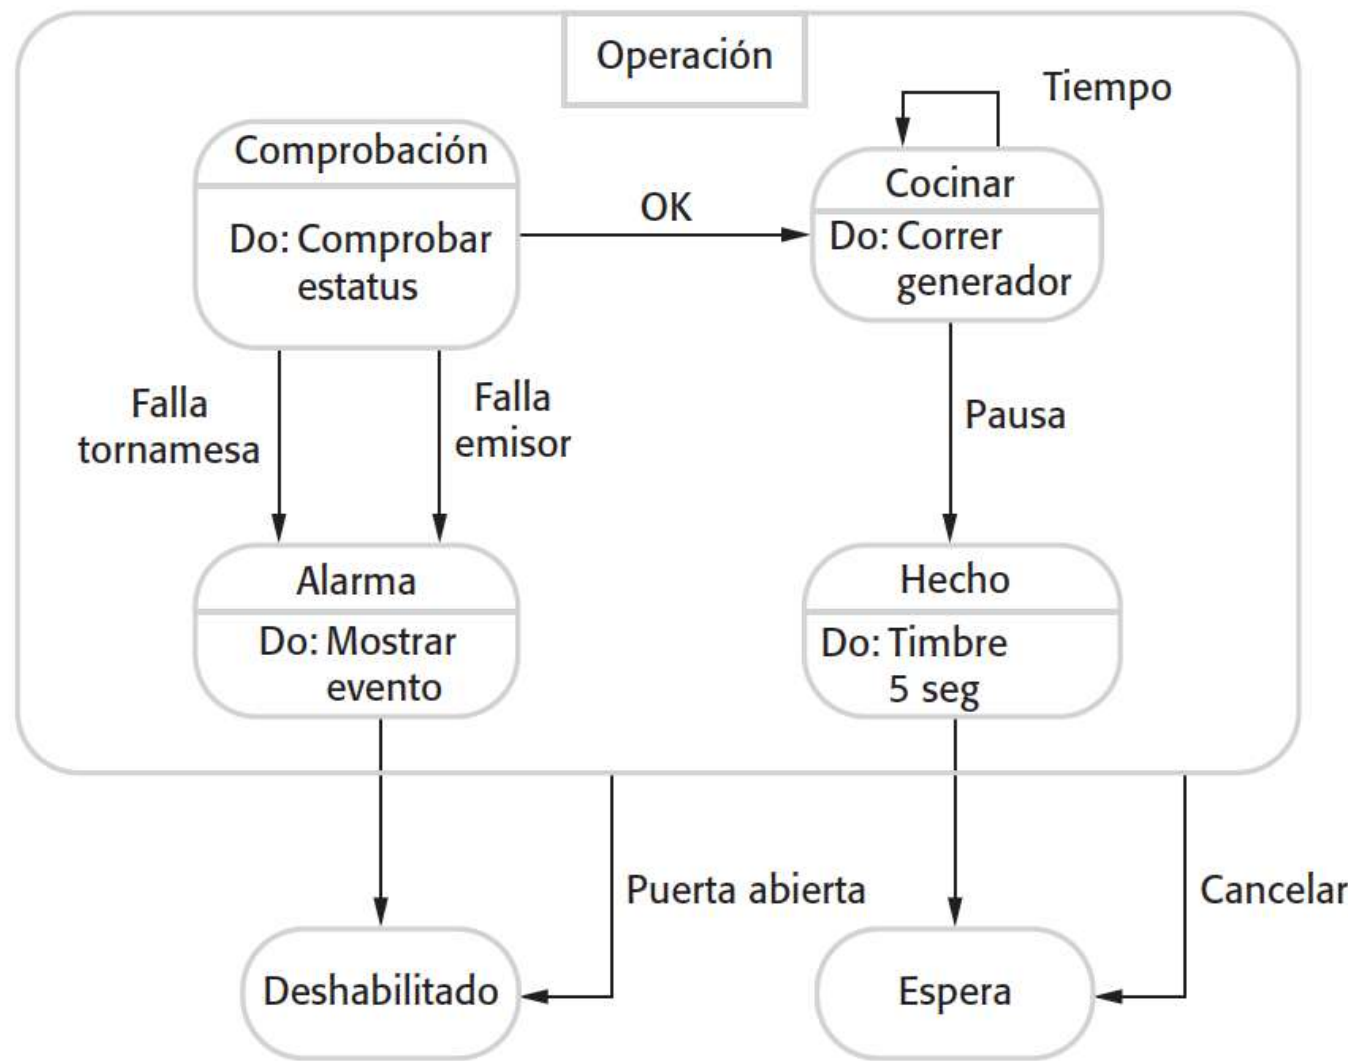 Operación
Tiempo
Comprobación
Do: Comprobar
estatus
OK
Cocinar
Do: Correr
generador
Falla
tornamesa
Falla
emisor
Pausa
Alarma
Do: Mostrar
evento
Hecho
Do: Timbre
5 seg
Puerta abierta
Cancelar
Deshabilitado
Espera